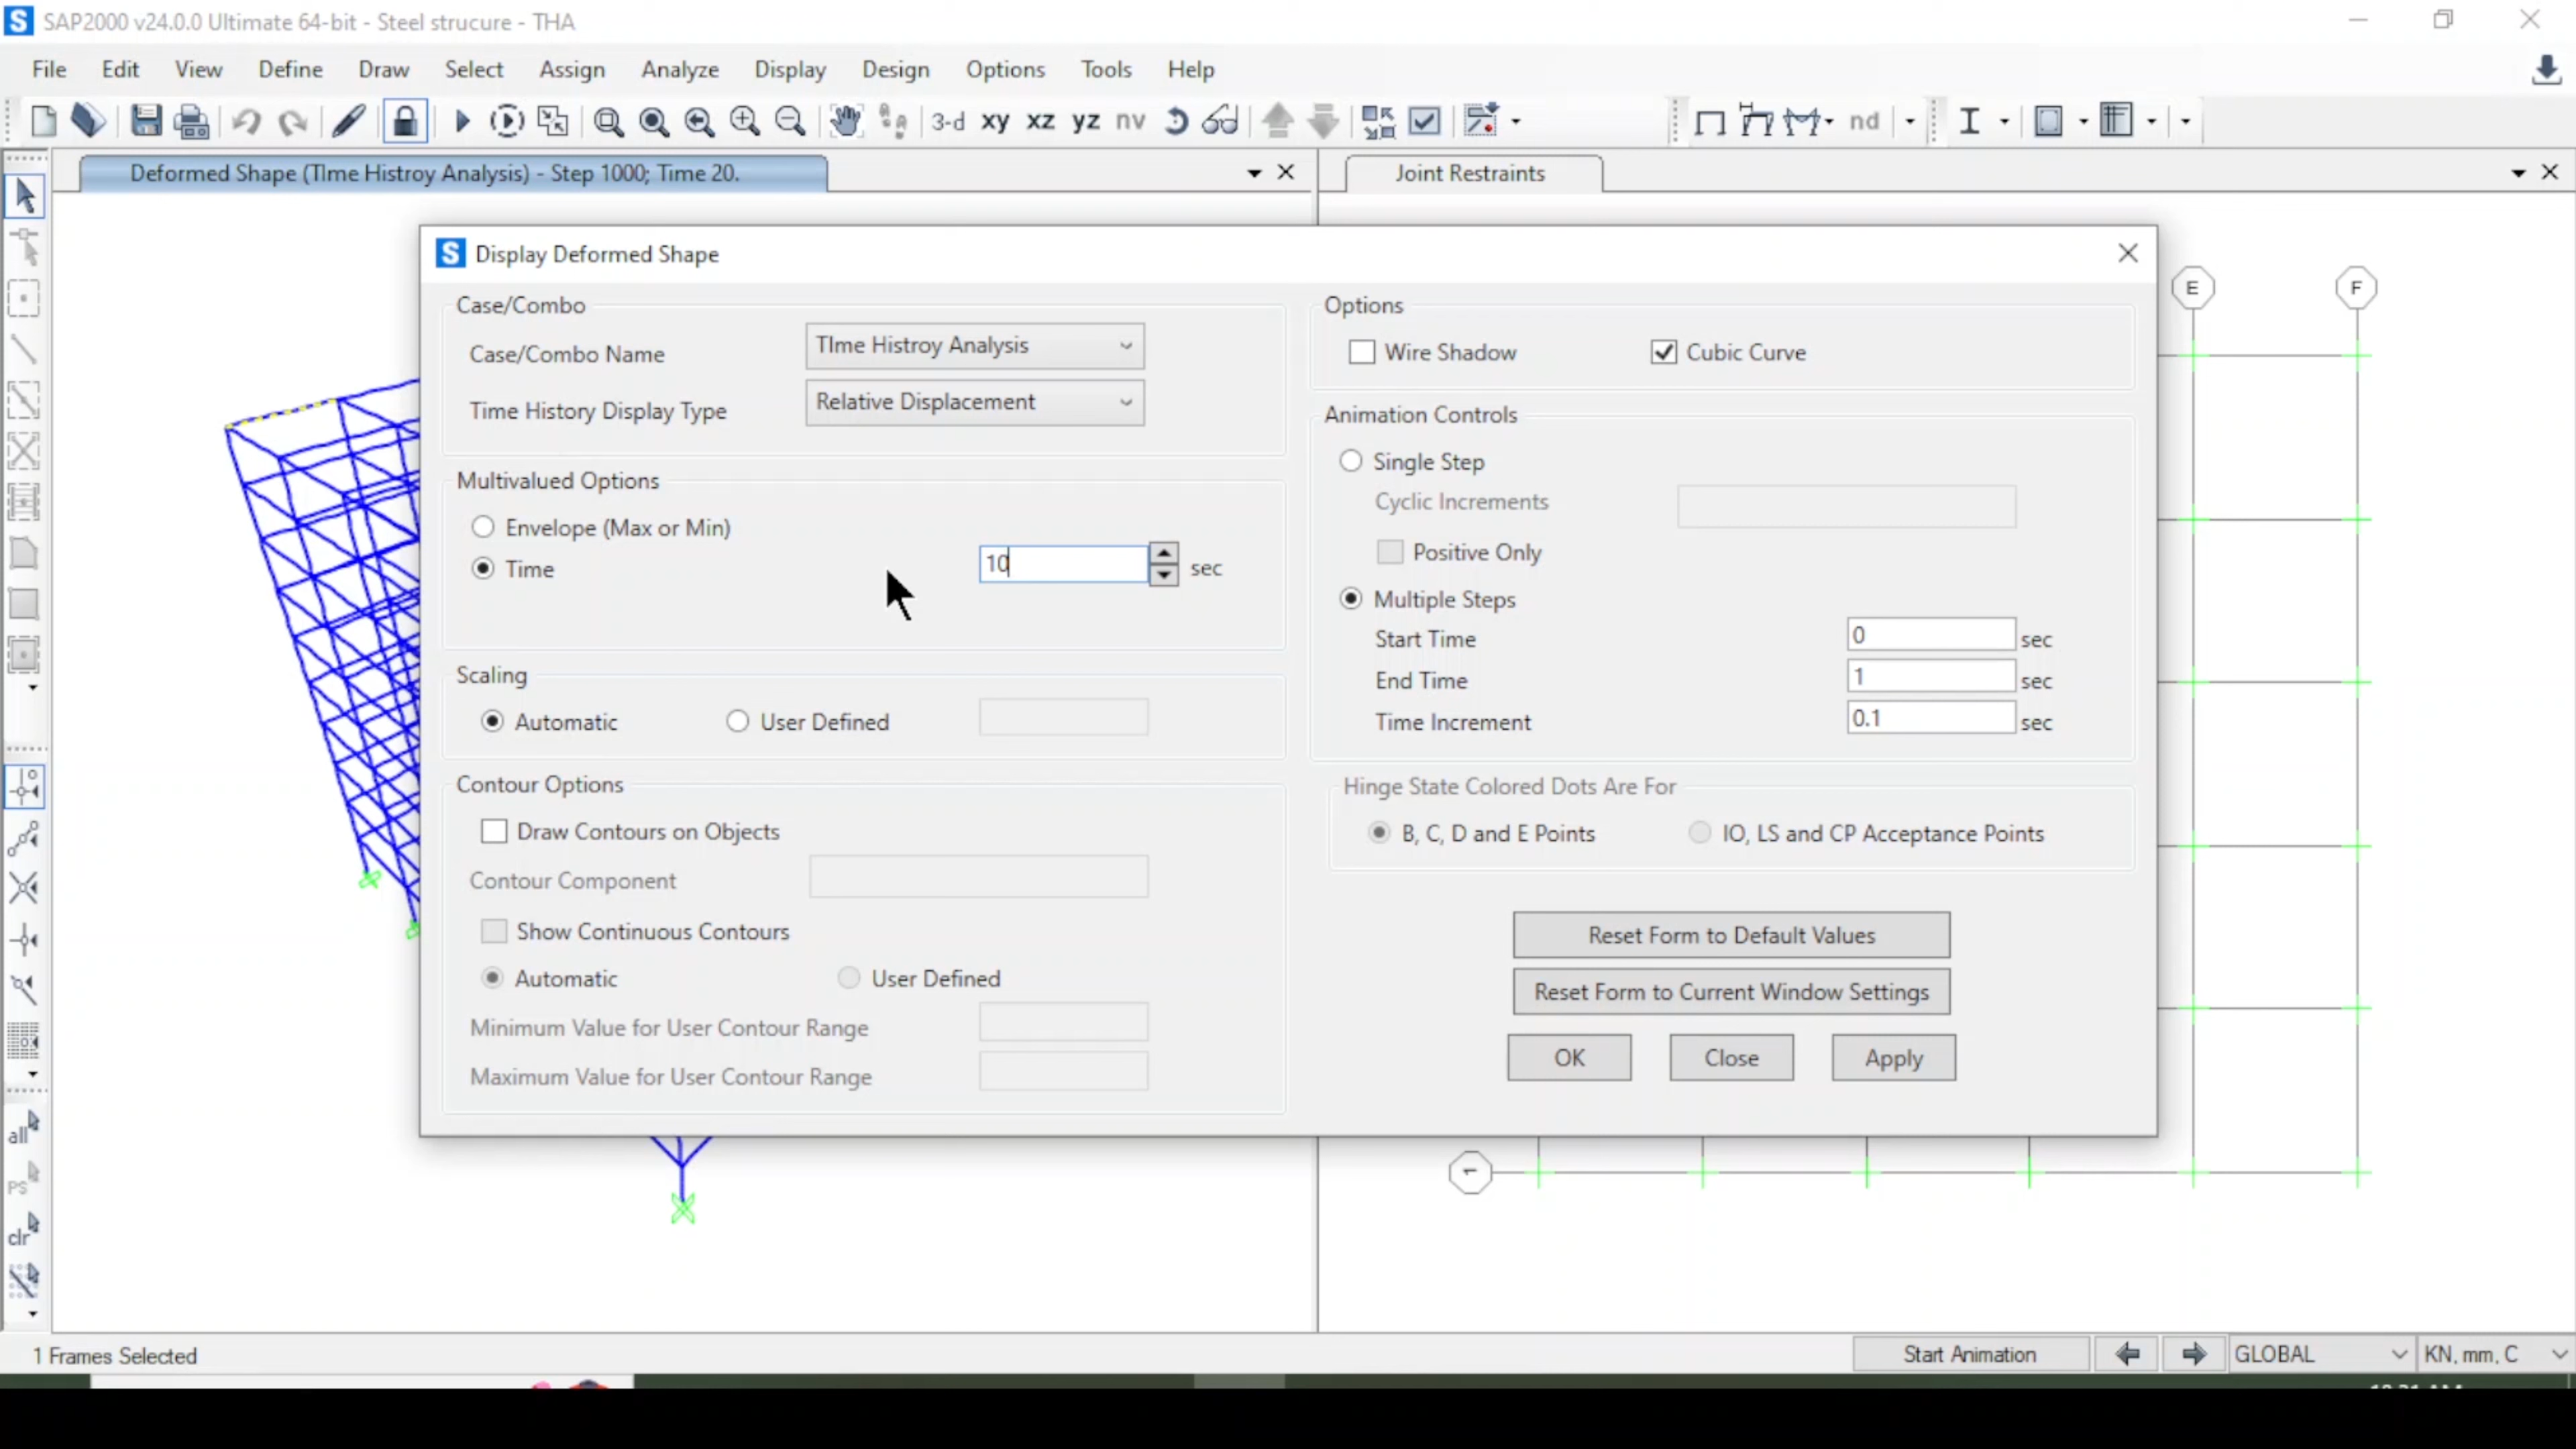 S SAP2000 v24.0.0 Ultimate 64-bit - Steel strucure - THA
File Edit View Define Draw Select Assign Analyze Display Design Options Tools Help
3-d xy xz yz nv nd
Deformed Shape (TIme Histroy Analysis) - Step 1000; Time 20.
Joint Restraints
S Display Deformed Shape
Case/Combo
Case/Combo Name TIme Histroy Analysis
Time History Display Type Relative Displacement
Multivalued Options
Envelope (Max or Min)
Time 10 sec
Scaling
Automatic User Defined
Contour Options
Draw Contours on Objects
Contour Component
Show Continuous Contours
Automatic User Defined
Minimum Value for User Contour Range
Maximum Value for User Contour Range
Options
Wire Shadow Cubic Curve
Animation Controls
Single Step
Cyclic Increments
Positive Only
Multiple Steps
Start Time 0 sec
End Time 1 sec
Time Increment 0.1 sec
Hinge State Colored Dots Are For
B, C, D and E Points IO, LS and CP Acceptance Points
Reset Form to Default Values
Reset Form to Current Window Settings
OK Close Apply
E F
1
all
PS
clr
1 Frames Selected
Start Animation GLOBAL KN, mm, C